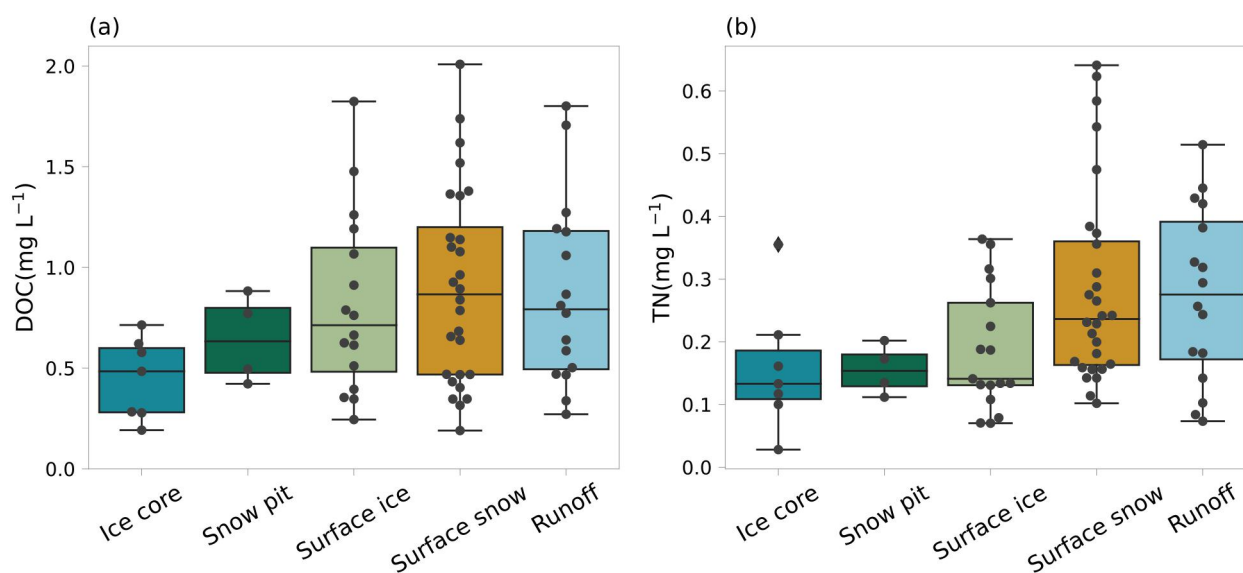 (a)
DOC(mg L⁻¹)
2.0
1.5
1.0
0.5
0.0
Ice core
Snow pit
Surface ice
Surface snow
Runoff
(b)
TN(mg L⁻¹)
0.6
0.5
0.4
0.3
0.2
0.1
0.0
Ice core
Snow pit
Surface ice
Surface snow
Runoff